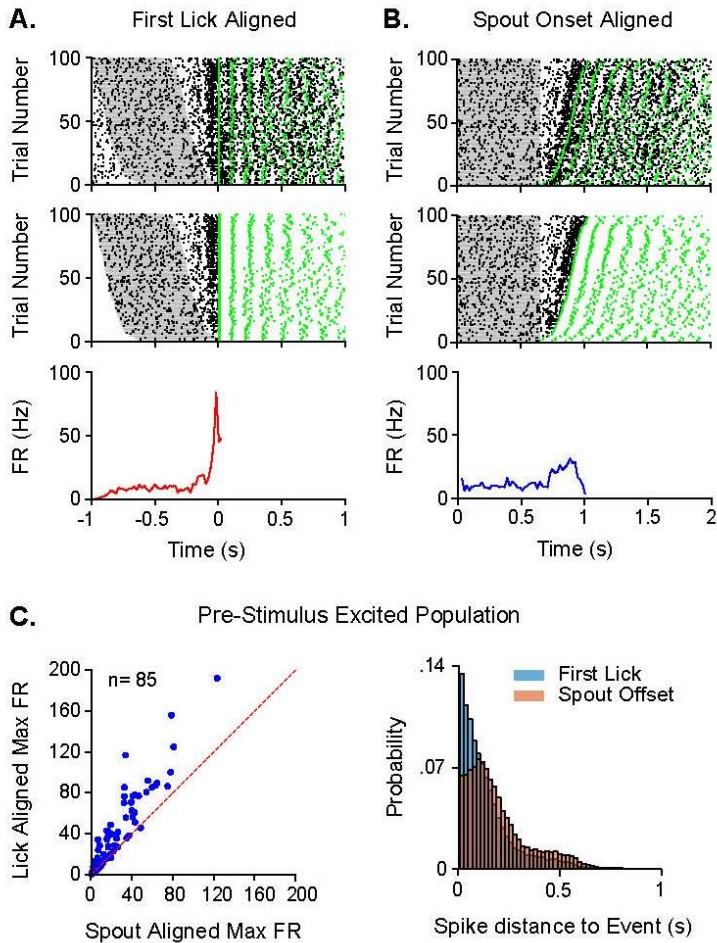 A.
First Lick Aligned
Trial Number
100
50
0
Trial Number
100
50
0
FR (Hz)
100
50
0
-1 -0.5 0 0.5 1
Time (s)
B.
Spout Onset Aligned
Trial Number
100
50
0
Trial Number
100
50
0
FR (Hz)
100
50
0
0 0.5 1 1.5 2
Time (s)
C.
Pre-Stimulus Excited Population
Lick Aligned Max FR
200
160
120
80
40
0
n= 85
0 40 80 120 160 200
Spout Aligned Max FR
Probability
.14
.07
0
First Lick
Spout Offset
0 0.5 1
Spike distance to Event (s)